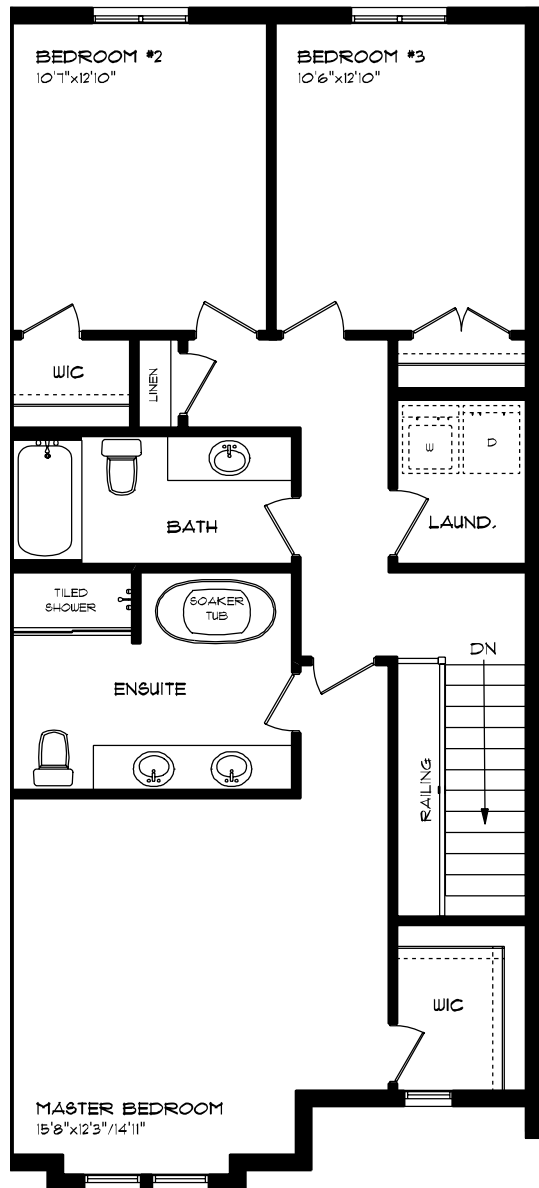 BEDROOM #2
10'7"x12'10"
BEDROOM #3
10'6"x12'10"
WIC
LINEN
W
D
BATH
LAUND.
TILED
SHOWER
SOAKER
TUB
ENSUITE
DN
RAILING
WIC
MASTER BEDROOM
15'8"x12'3"/14'11"